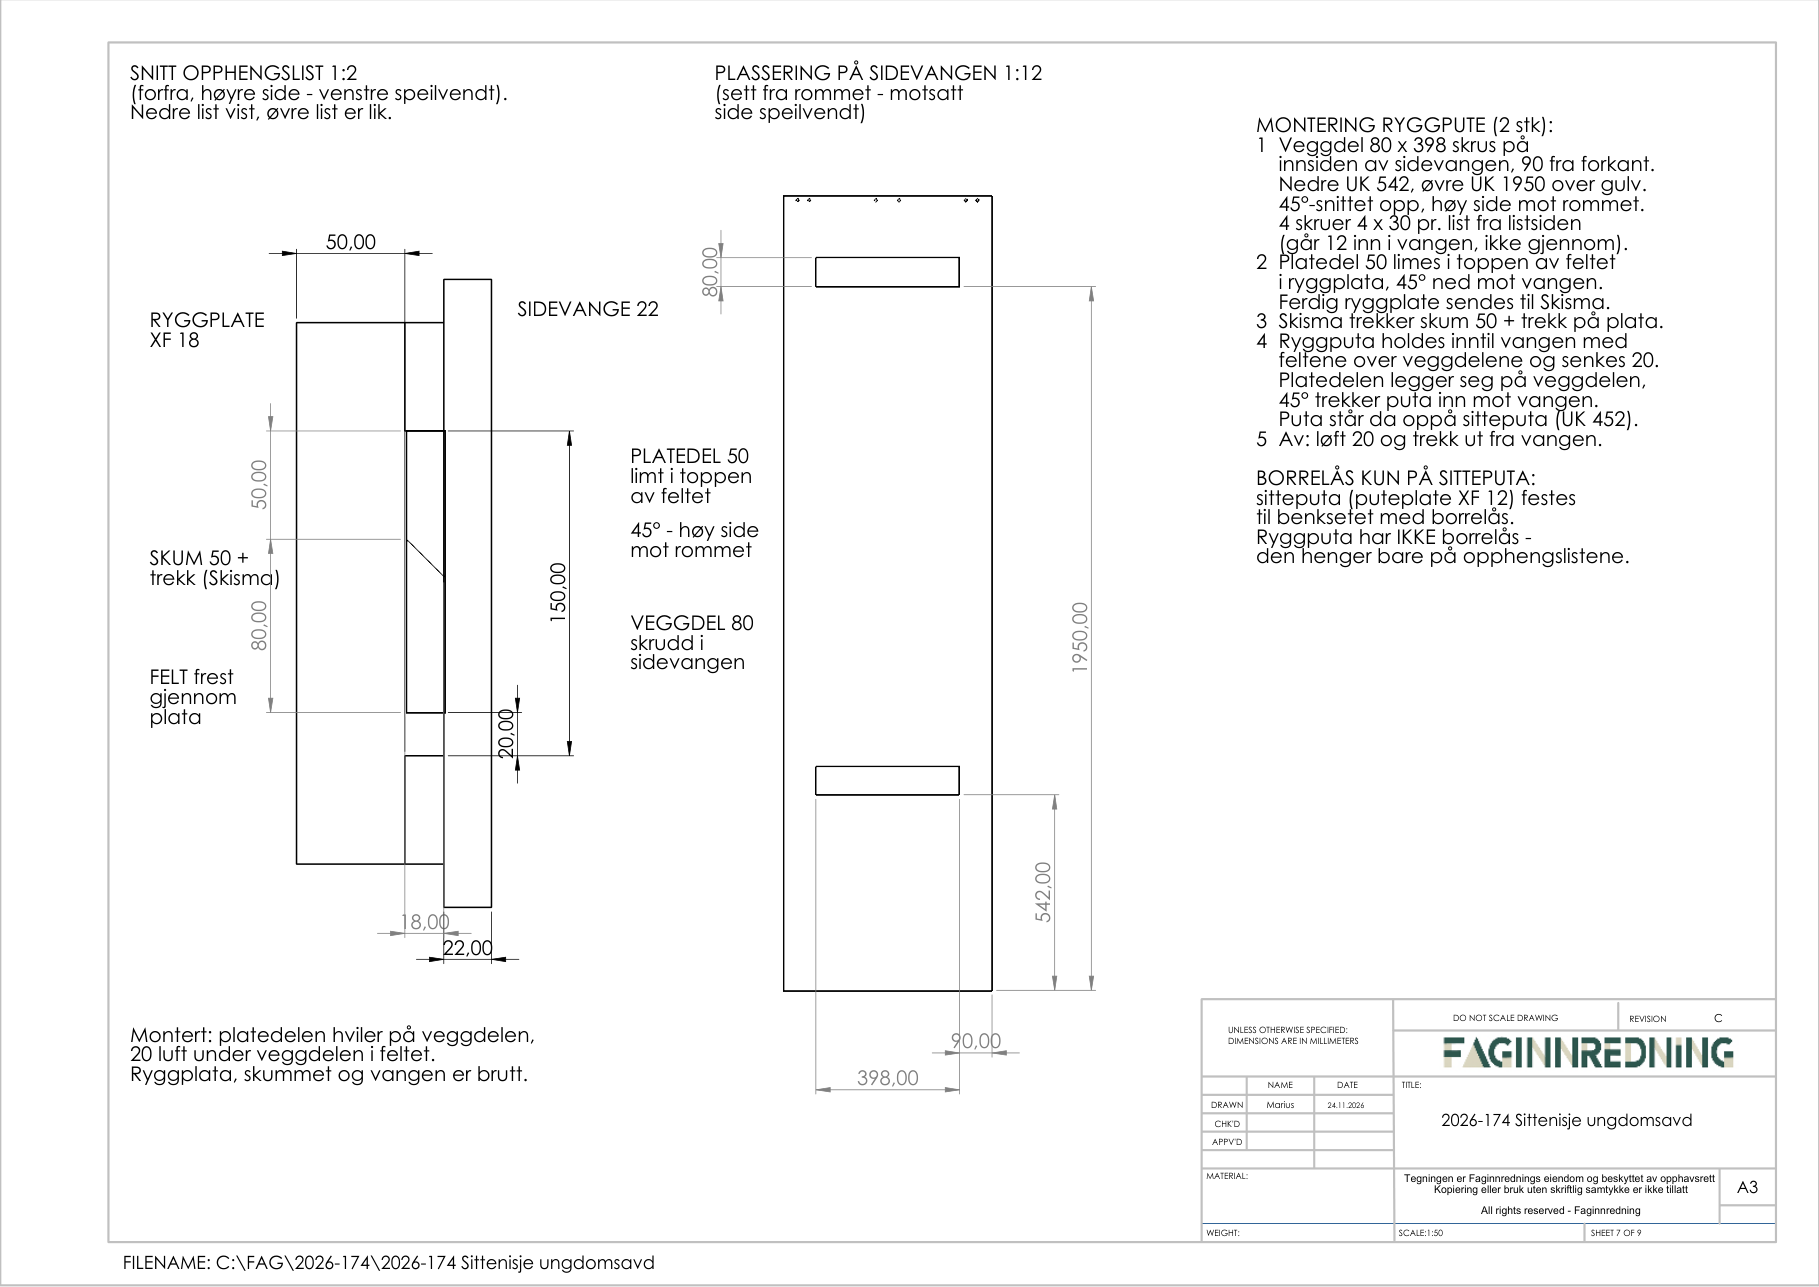 SNITT OPPHENGSLIST 1:2
(forfra, høyre side - venstre speilvendt).
Nedre list vist, øvre list er lik.
PLASSERING PÅ SIDEVANGEN 1:12
(sett fra rommet - motsatt
side speilvendt)
MONTERING RYGGPUTE (2 stk):
1 Veggdel 80 x 398 skrus på
innsiden av sidevangen, 90 fra forkant.
Nedre UK 542, øvre UK 1950 over gulv.
45°-snittet opp, høy side mot rommet.
4 skruer 4 x 30 pr. list fra listsiden
(går 12 inn i vangen, ikke gjennom).
2 Platedel 50 limes i toppen av feltet
i ryggplata, 45° ned mot vangen.
Ferdig ryggplate sendes til Skisma.
3 Skisma trekker skum 50 + trekk på plata.
4 Ryggputa holdes inntil vangen med
feltene over veggdelene og senkes 20.
Platedelen legger seg på veggdelen,
45° trekker puta inn mot vangen.
Puta står da oppå sitteputa (UK 452).
5 Av: løft 20 og trekk ut fra vangen.
BORRELÅS KUN PÅ SITTEPUTA:
sitteputa (puteplate XF 12) festes
til benksetet med borrelås.
Ryggputa har IKKE borrelås -
den henger bare på opphengslistene.
50,00
RYGGPLATE
XF 18
SIDEVANGE 22
50,00
SKUM 50 +
trekk (Skisma)
80,00
FELT frest
gjennom
plata
150,00
20,00
18,00
22,00
PLATEDEL 50
limt i toppen
av feltet
45° - høy side
mot rommet
VEGGDEL 80
skrudd i
sidevangen
80,00
1950,00
542,00
90,00
398,00
Montert: platedelen hviler på veggdelen,
20 luft under veggdelen i feltet.
Ryggplata, skummet og vangen er brutt.
UNLESS OTHERWISE SPECIFIED:
DIMENSIONS ARE IN MILLIMETERS
DO NOT SCALE DRAWING
REVISION C
FAGINNREDNING
NAME DATE
DRAWN Marius 24.11.2026
CHK'D
APPV'D
TITLE:
2026-174 Sittenisje ungdomsavd
MATERIAL:
Tegningen er Faginnrednings eiendom og beskyttet av opphavsrett
Kopiering eller bruk uten skriftlig samtykke er ikke tillatt
All rights reserved - Faginnredning
A3
WEIGHT:
SCALE:1:50
SHEET 7 OF 9
FILENAME: C:\FAG\2026-174\2026-174 Sittenisje ungdomsavd